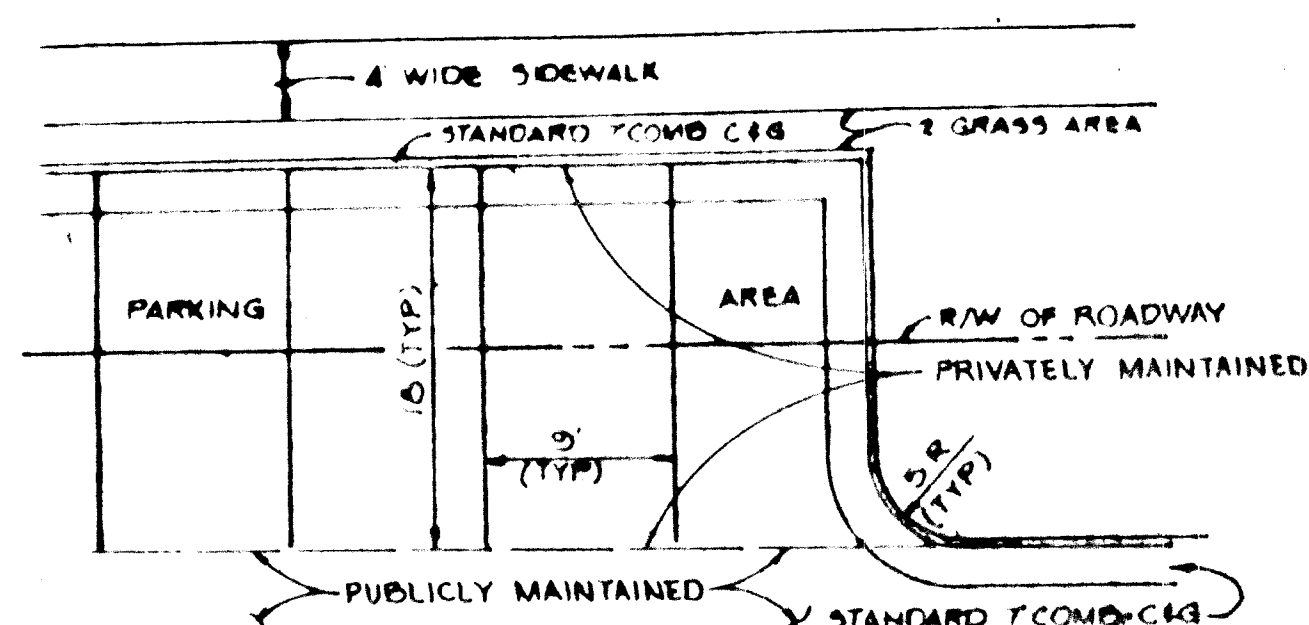 4 WIDE SIDEWALK
STANDARD 7 COMB C & G
2 GRASS AREA
PARKING
AREA
R/W OF ROADWAY
18 (TYP)
PRIVATELY MAINTAINED
9'
(TYP)
5 R
(TYP)
PUBLICLY MAINTAINED
STANDARD 7 COMB. C&G